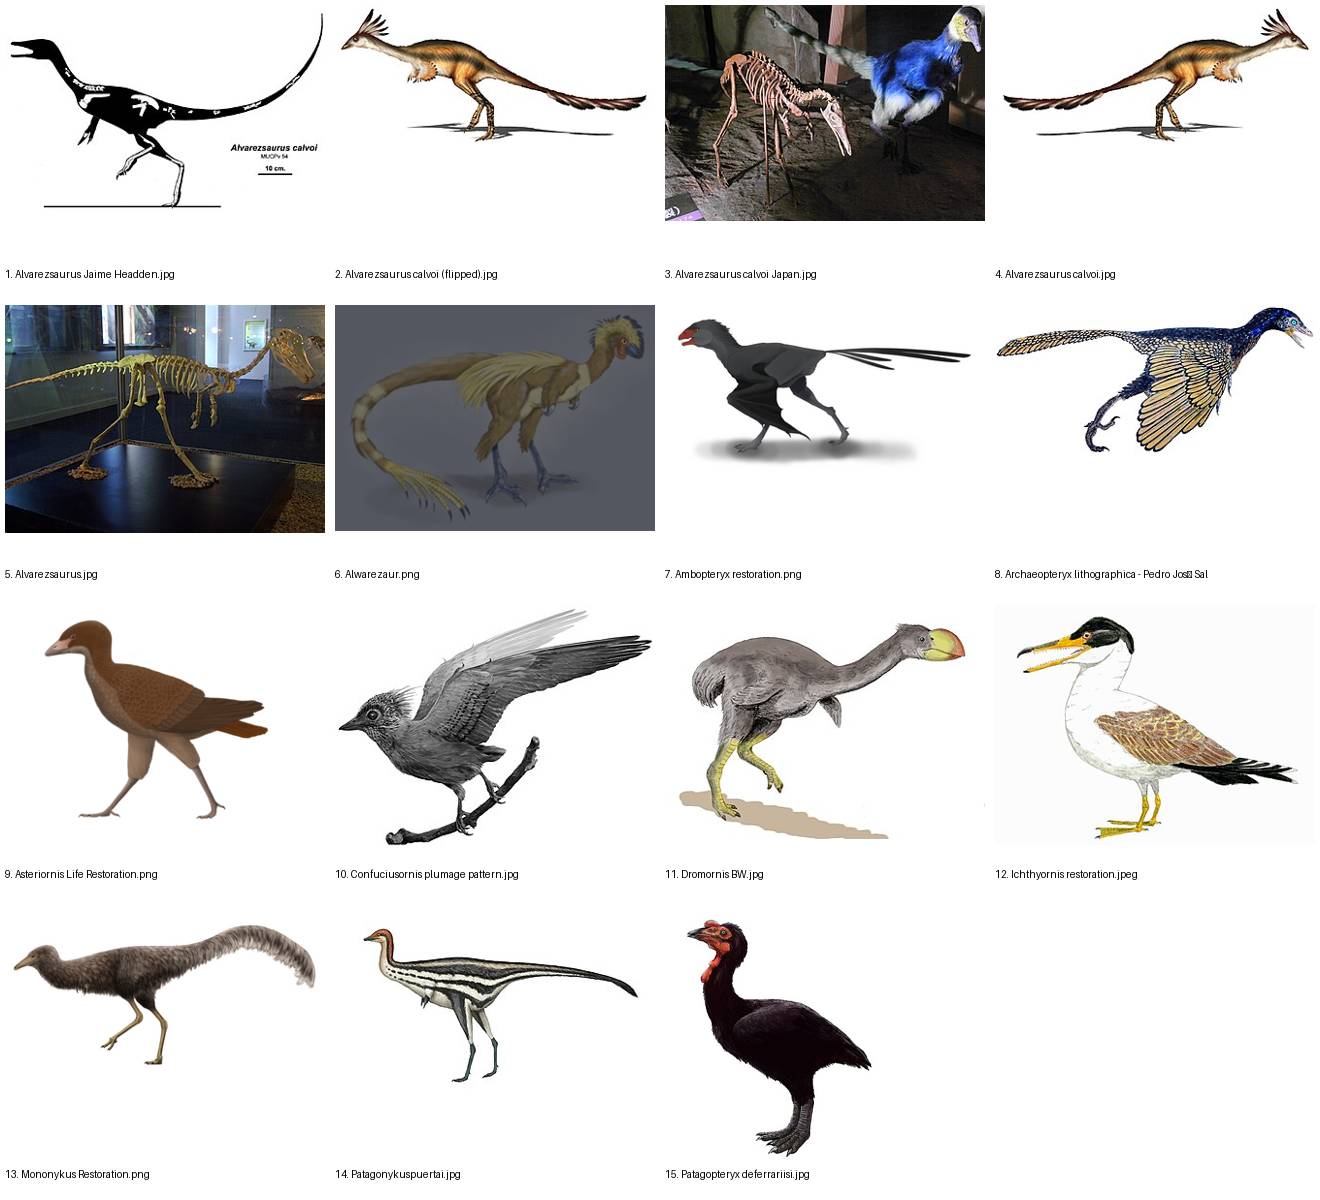 Alvarezsaurus calvoi
MUCPv 54
10 cm.
1. Alvarezsaurus Jaime Headden.jpg
2. Alvarezsaurus calvoi (flipped).jpg
3. Alvarezsaurus calvoi Japan.jpg
4. Alvarezsaurus calvoi.jpg
5. Alvarezsaurus.jpg
6. Alwarezaur.png
7. Ambopteryx restoration.png
8. Archaeopteryx lithographica - Pedro Jos▯ Sal
9. Asteriornis Life Restoration.png
10. Confuciusornis plumage pattern.jpg
11. Dromornis BW.jpg
12. Ichthyornis restoration.jpeg
13. Mononykus Restoration.png
14. Patagonykuspuertai.jpg
15. Patagopteryx deferrariisi.jpg